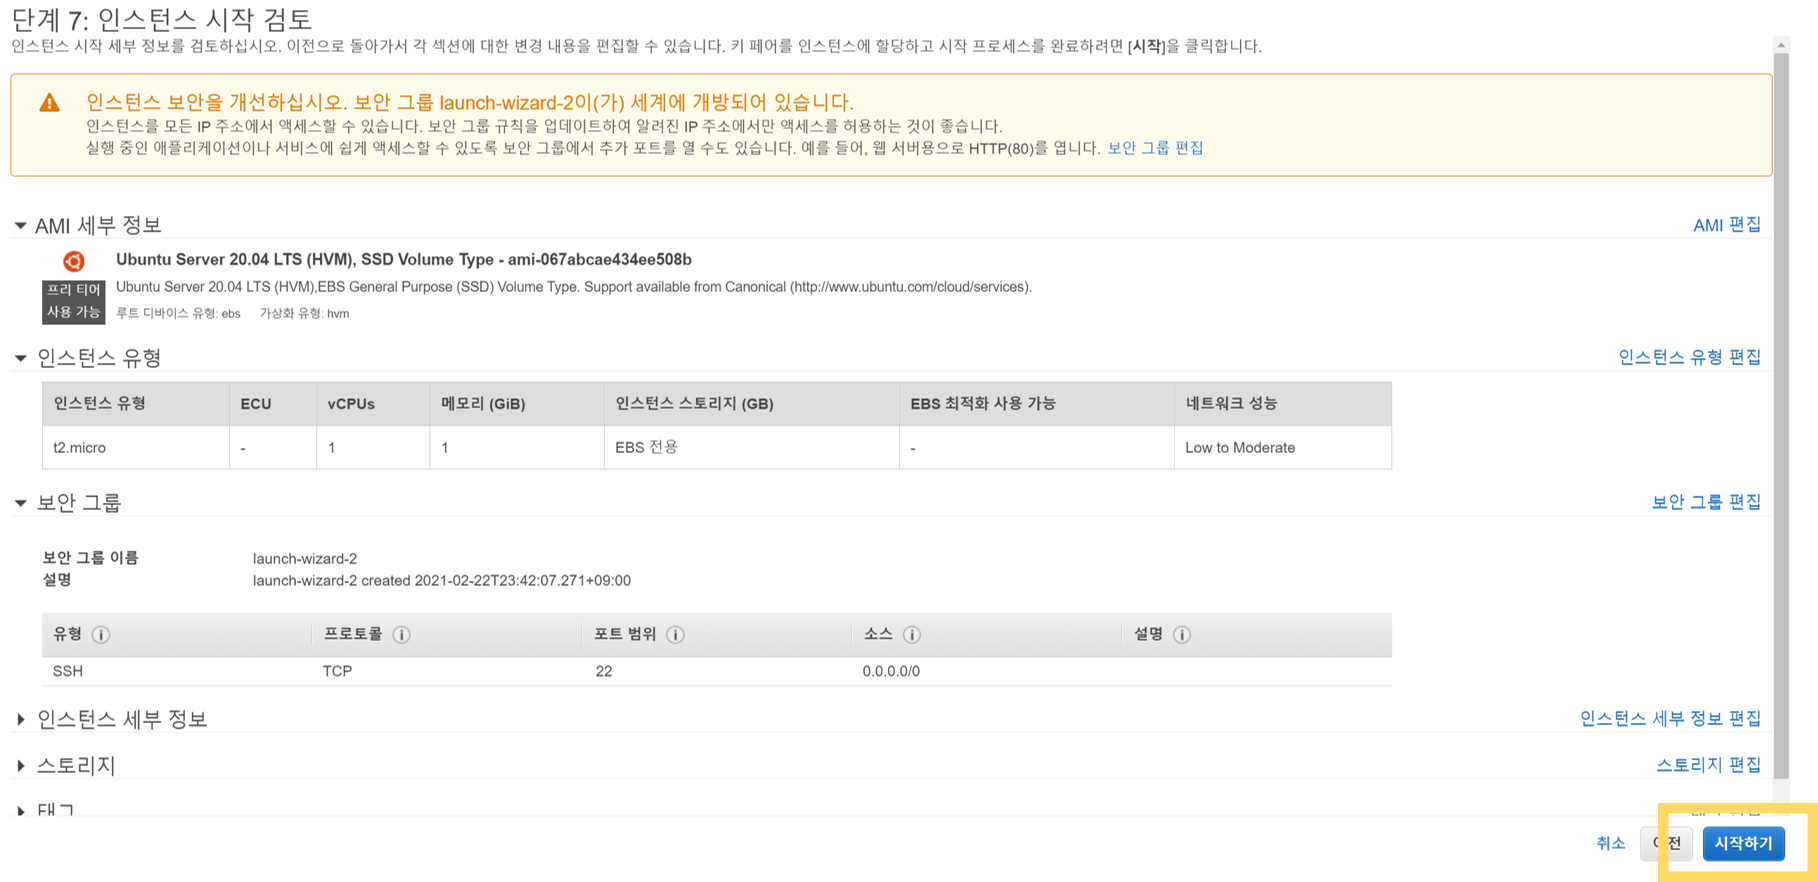 단계 7: 인스턴스 시작 검토
인스턴스 시작 세부 정보를 검토하십시오. 이전으로 돌아가서 각 섹션에 대한 변경 내용을 편집할 수 있습니다. 키 페어를 인스턴스에 할당하고 시작 프로세스를 완료하려면 [시작]을 클릭합니다.
인스턴스 보안을 개선하십시오. 보안 그룹 launch-wizard-2이(가) 세계에 개방되어 있습니다.
인스턴스를 모든 IP 주소에서 액세스할 수 있습니다. 보안 그룹 규칙을 업데이트하여 알려진 IP 주소에서만 액세스를 허용하는 것이 좋습니다.
실행 중인 애플리케이션이나 서비스에 쉽게 액세스할 수 있도록 보안 그룹에서 추가 포트를 열 수도 있습니다. 예를 들어, 웹 서버용으로 HTTP(80)를 엽니다. 보안 그룹 편집
AMI 세부 정보 AMI 편집
Ubuntu Server 20.04 LTS (HVM), SSD Volume Type - ami-067abcae434ee508b
프리 티어 Ubuntu Server 20.04 LTS (HVM),EBS General Purpose (SSD) Volume Type. Support available from Canonical (http://www.ubuntu.com/cloud/services).
사용 가능 루트 디바이스 유형: ebs 가상화 유형: hvm
인스턴스 유형 인스턴스 유형 편집
인스턴스 유형 ECU vCPUs 메모리 (GiB) 인스턴스 스토리지 (GB) EBS 최적화 사용 가능 네트워크 성능
t2.micro - 1 1 EBS 전용 - Low to Moderate
보안 그룹 보안 그룹 편집
보안 그룹 이름 launch-wizard-2
설명 launch-wizard-2 created 2021-02-22T23:42:07.271+09:00
유형 i 프로토콜 i 포트 범위 i 소스 i 설명 i
SSH TCP 22 0.0.0.0/0
인스턴스 세부 정보 인스턴스 세부 정보 편집
스토리지 스토리지 편집
태그
취소 이전 시작하기